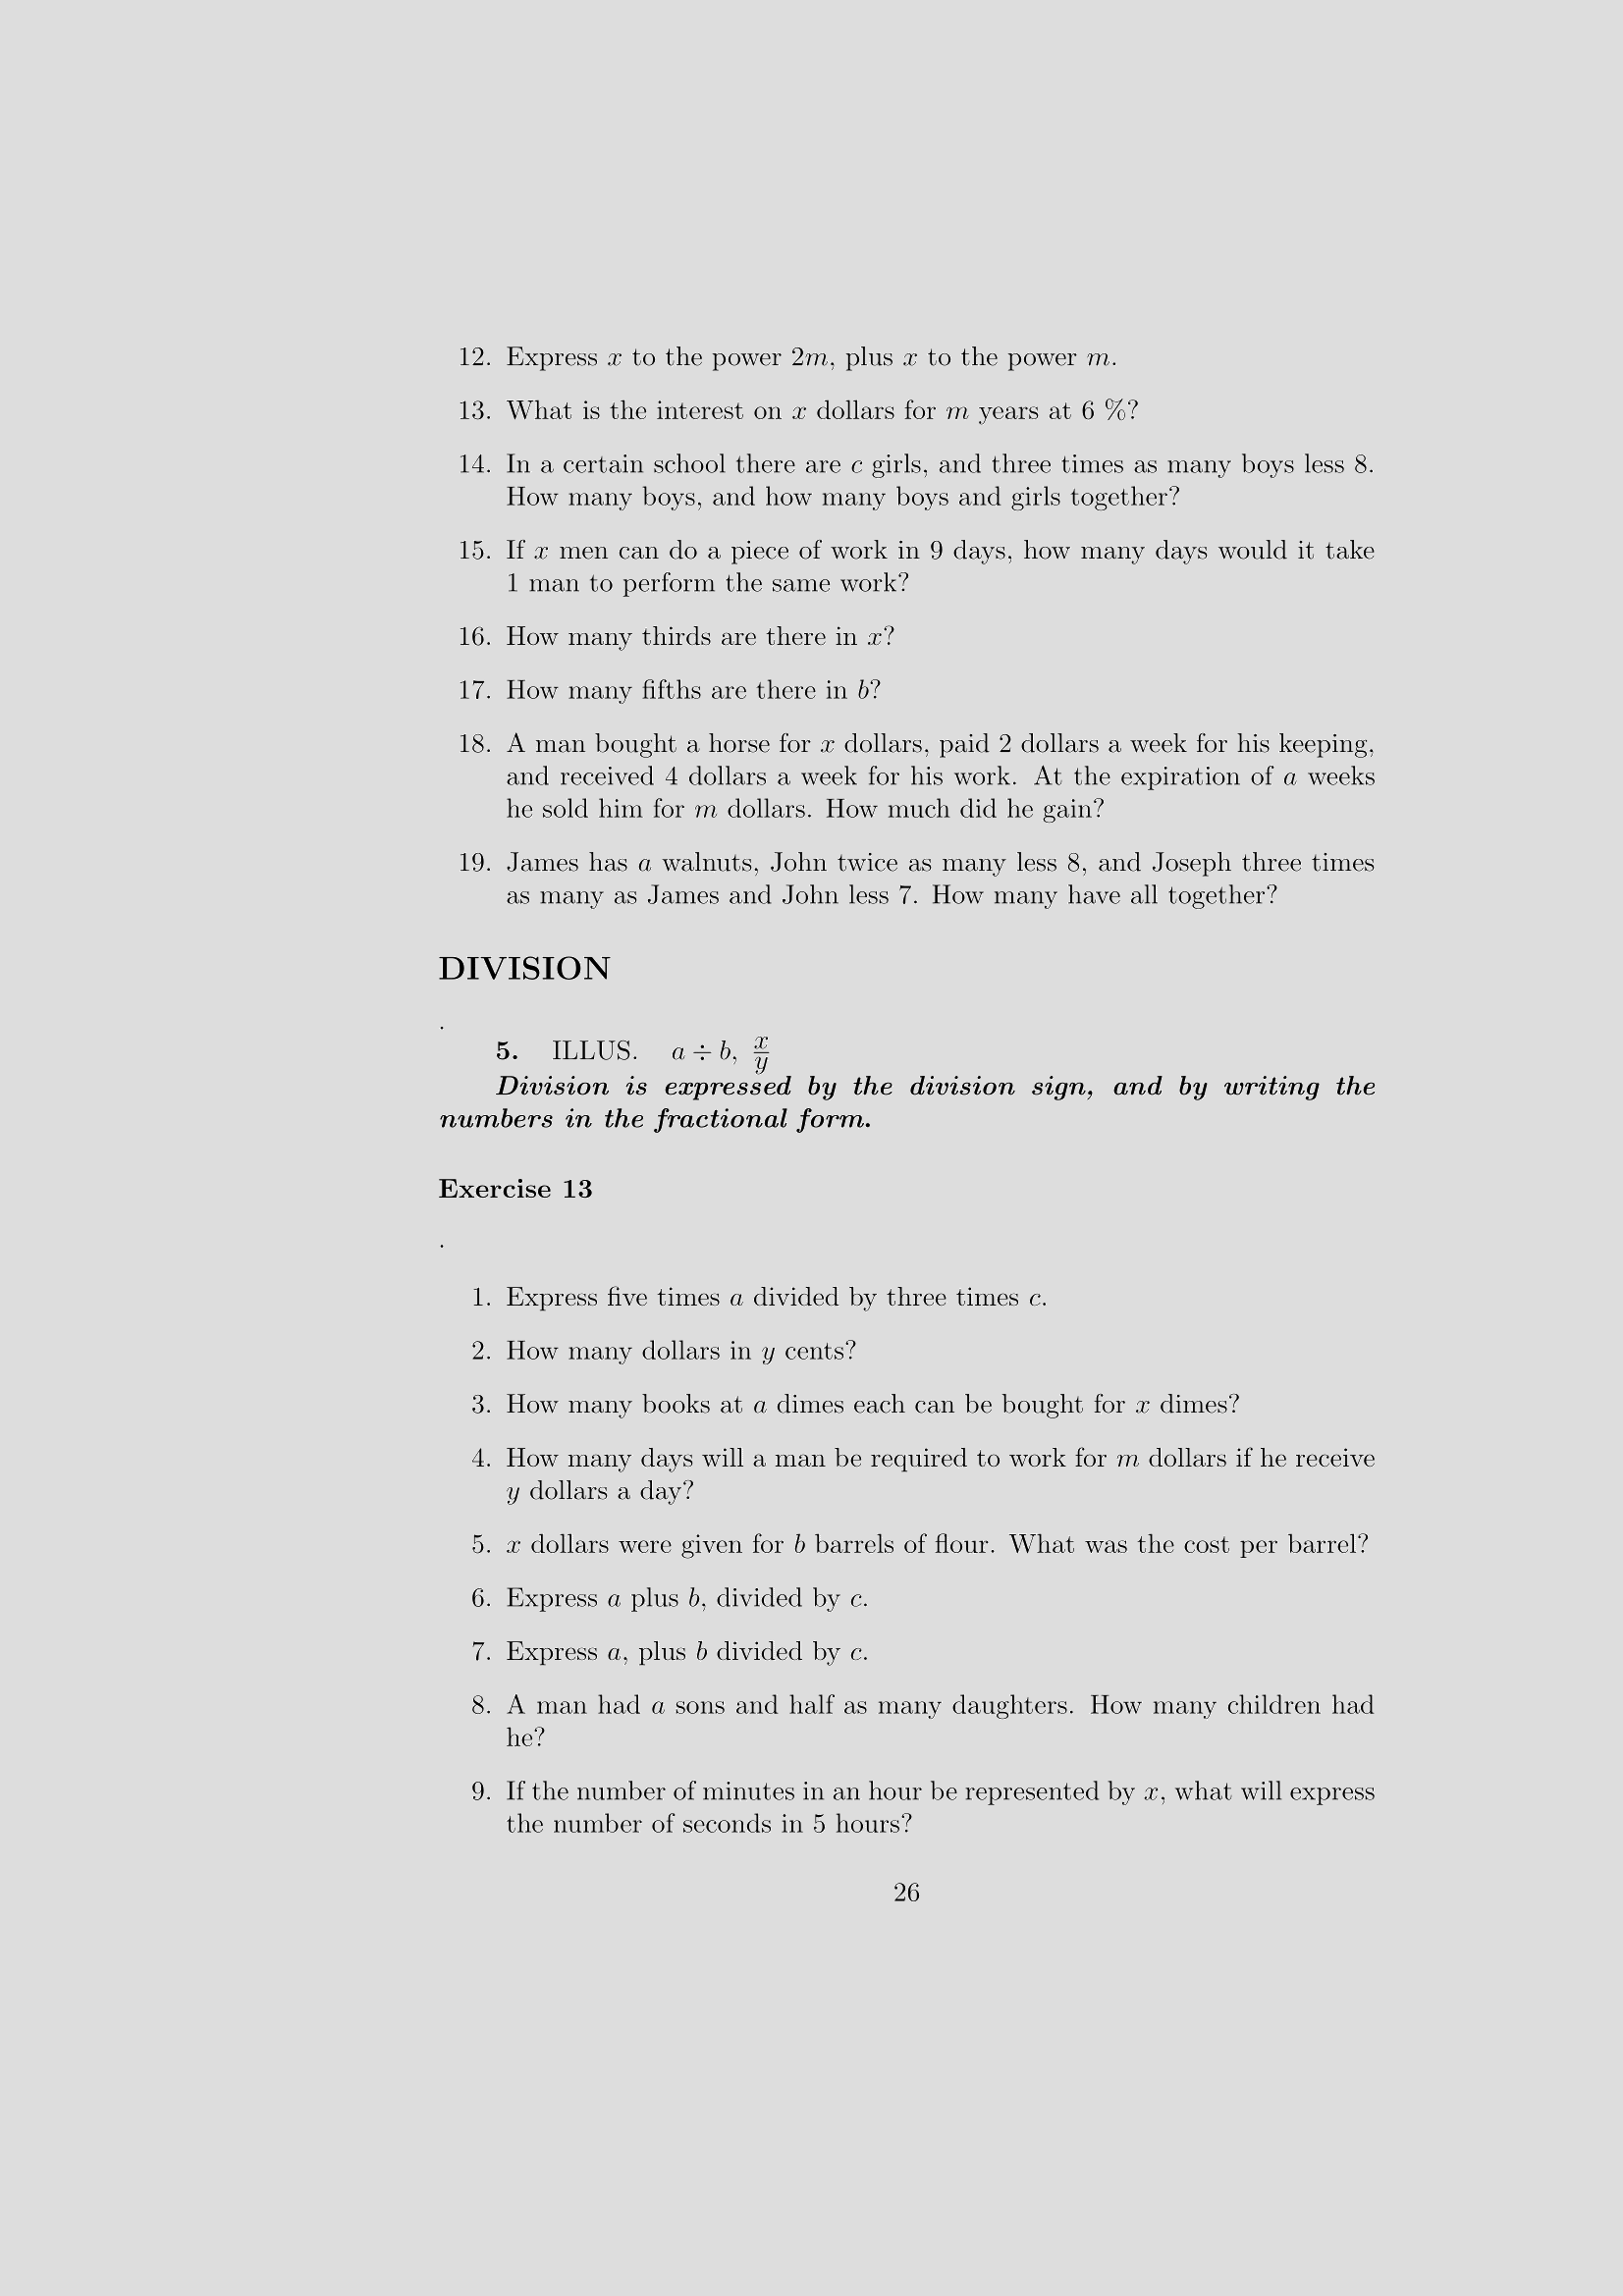 12. Express x to the power 2m, plus x to the power m.
13. What is the interest on x dollars for m years at 6 %?
14. In a certain school there are c girls, and three times as many boys less 8.
How many boys, and how many boys and girls together?
15. If x men can do a piece of work in 9 days, how many days would it take
1 man to perform the same work?
16. How many thirds are there in x?
17. How many fifths are there in b?
18. A man bought a horse for x dollars, paid 2 dollars a week for his keeping,
and received 4 dollars a week for his work. At the expiration of a weeks
he sold him for m dollars. How much did he gain?
19. James has a walnuts, John twice as many less 8, and Joseph three times
as many as James and John less 7. How many have all together?
DIVISION
.
5. ILLUS. a ÷ b, x/y
Division is expressed by the division sign, and by writing the
numbers in the fractional form.
Exercise 13
.
1. Express five times a divided by three times c.
2. How many dollars in y cents?
3. How many books at a dimes each can be bought for x dimes?
4. How many days will a man be required to work for m dollars if he receive
y dollars a day?
5. x dollars were given for b barrels of flour. What was the cost per barrel?
6. Express a plus b, divided by c.
7. Express a, plus b divided by c.
8. A man had a sons and half as many daughters. How many children had
he?
9. If the number of minutes in an hour be represented by x, what will express
the number of seconds in 5 hours?
26